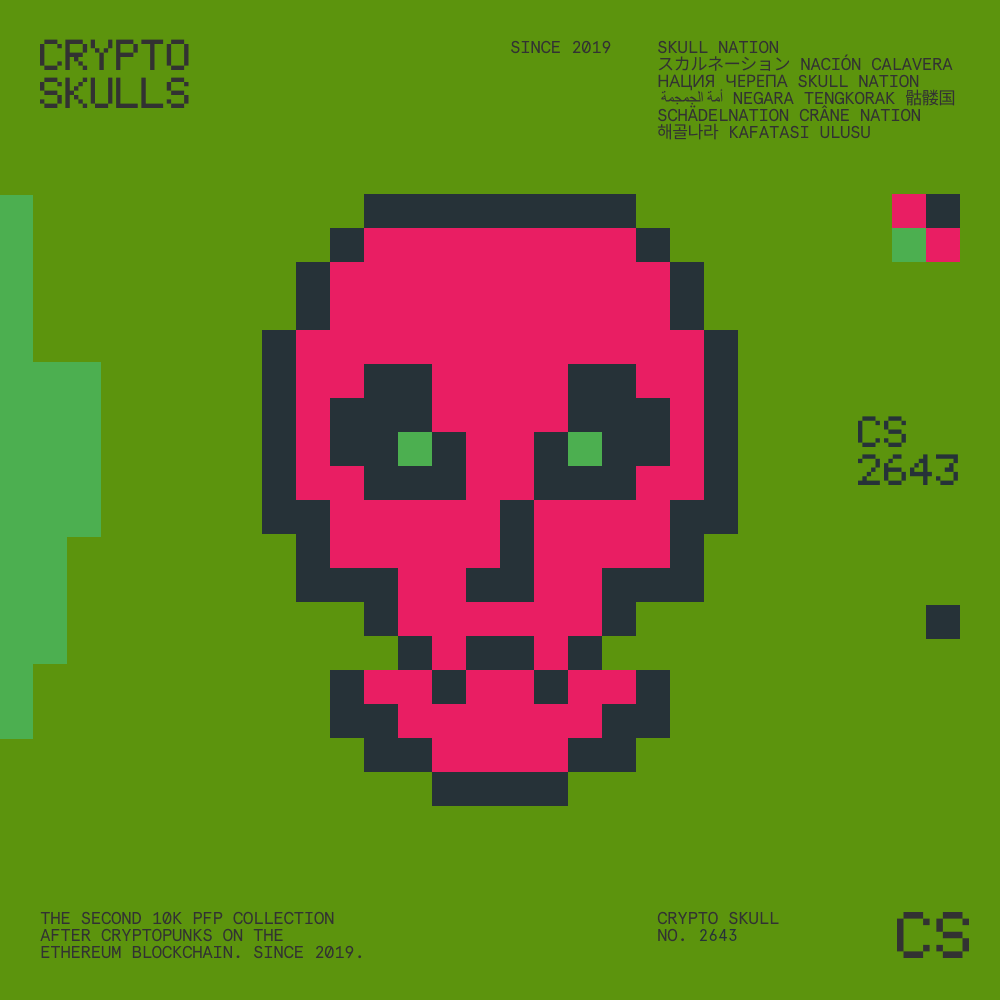 CRYPTO
SKULLS
SINCE 2019
SKULL NATION
スカルネーション NACIÓN CALAVERA
НАЦИЯ ЧЕРЕПА SKULL NATION
أمة الجمجمة NEGARA TENGKORAK 骷髅国
SCHÄDELNATION CRÂNE NATION
해골나라 KAFATASI ULUSU
CS
2643
THE SECOND 10K PFP COLLECTION
AFTER CRYPTOPUNKS ON THE
ETHEREUM BLOCKCHAIN. SINCE 2019.
CRYPTO SKULL
NO. 2643
CS